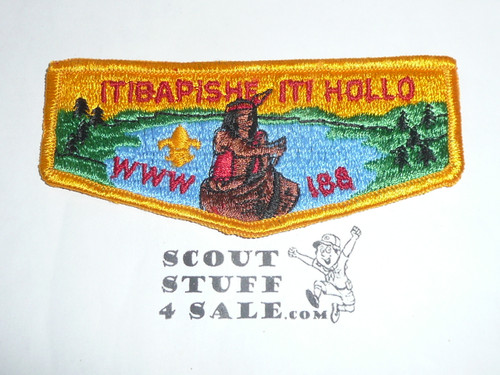 ITIBAPISHE ITI HOLLO
WWW 188
SCOUT
STUFF
4 SALE.COM